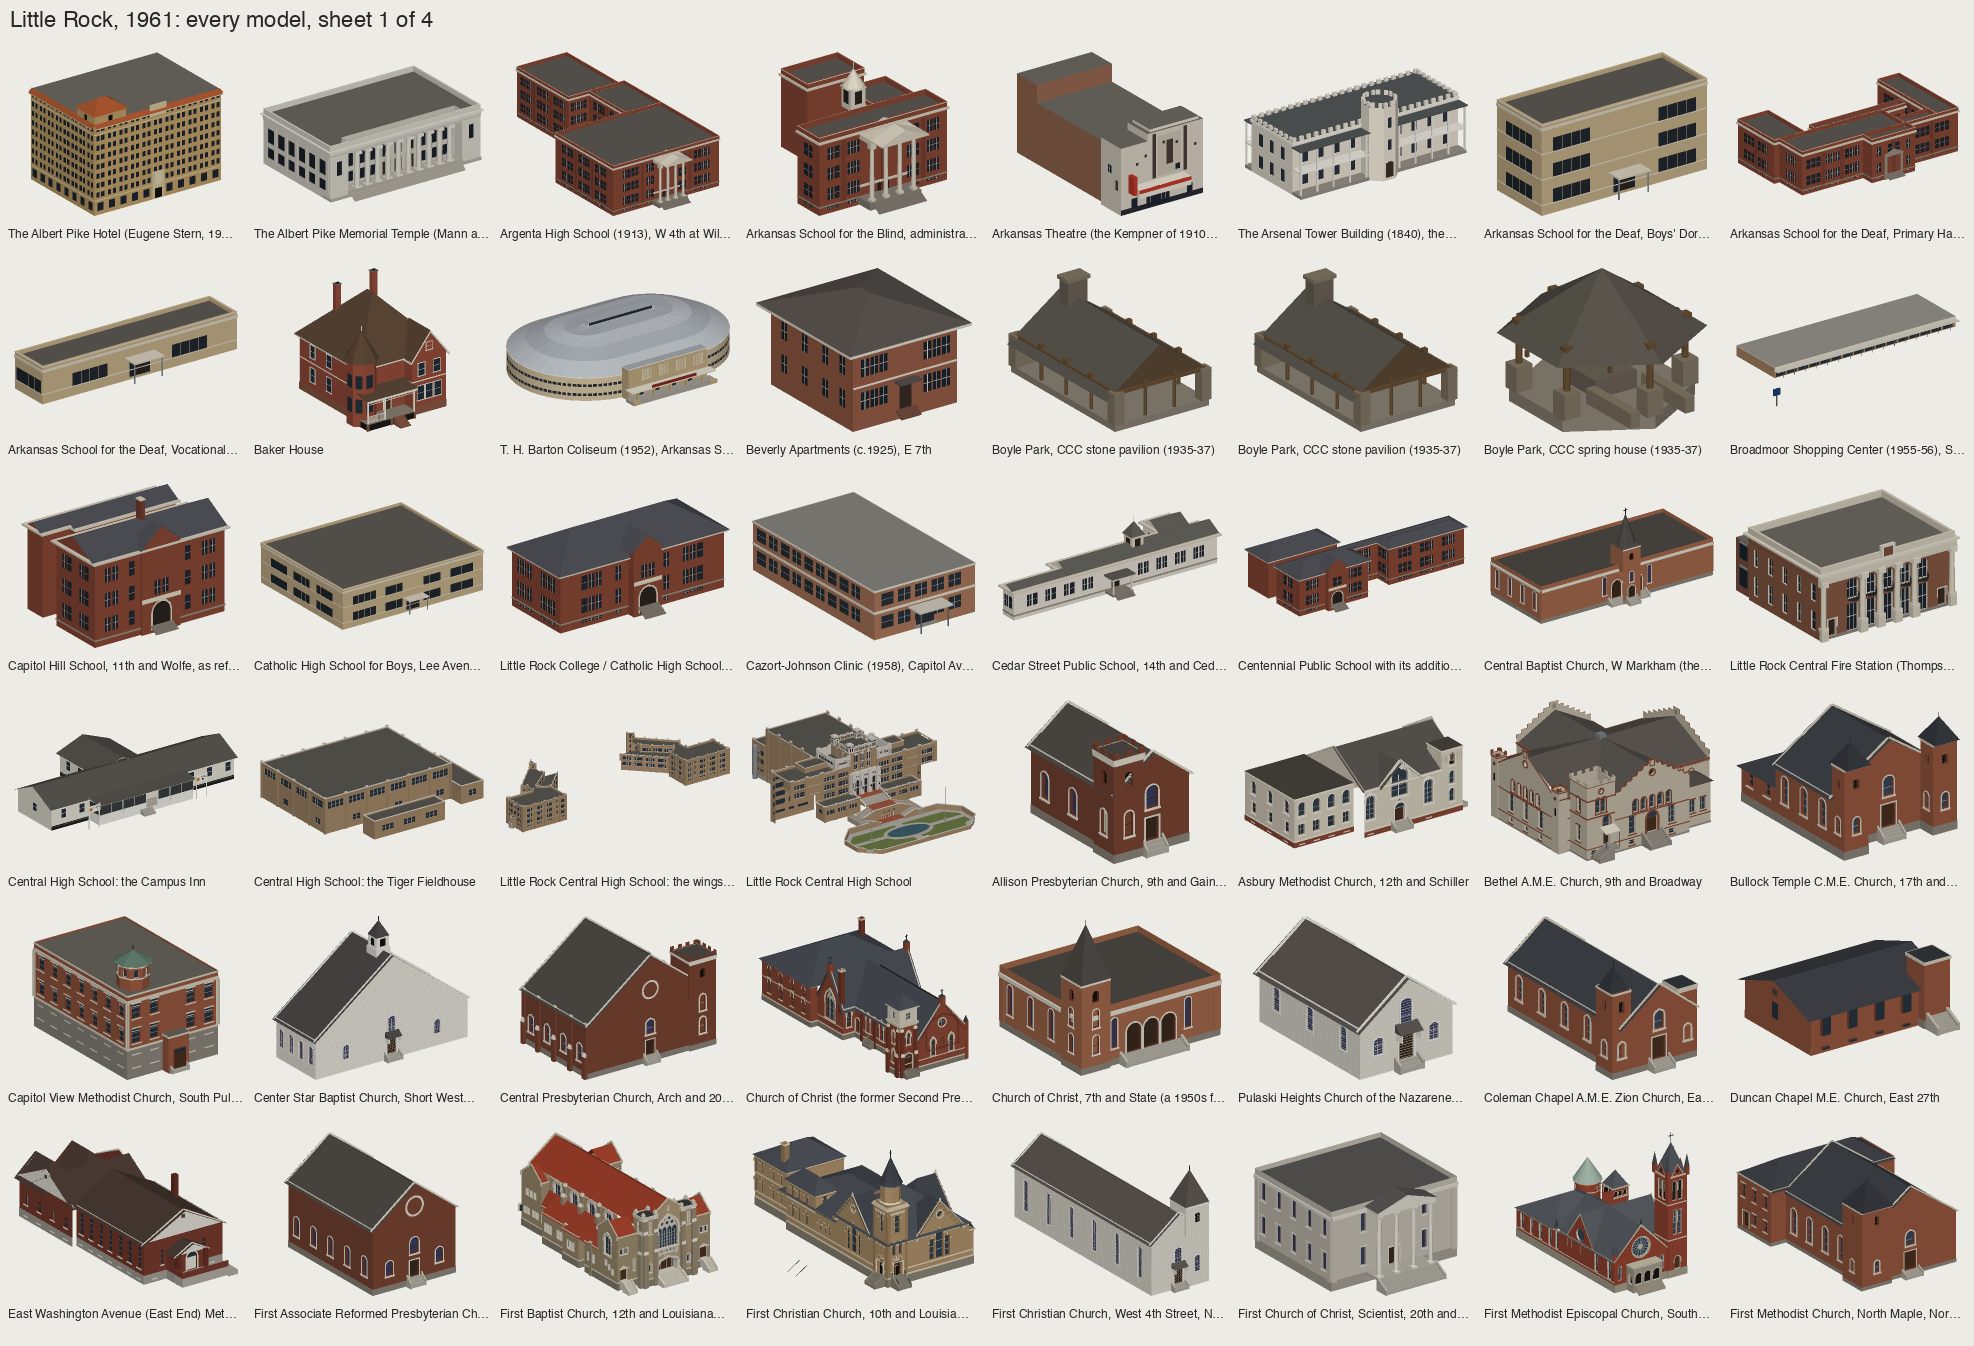 Little Rock, 1961: every model, sheet 1 of 4
The Albert Pike Hotel (Eugene Stern, 19...
The Albert Pike Memorial Temple (Mann a...
Argenta High School (1913), W 4th at Wil...
Arkansas School for the Blind, administra...
Arkansas Theatre (the Kempner of 1910...
The Arsenal Tower Building (1840), the...
Arkansas School for the Deaf, Boys' Dor...
Arkansas School for the Deaf, Primary Ha...
Arkansas School for the Deaf, Vocational...
Baker House
T. H. Barton Coliseum (1952), Arkansas S...
Beverly Apartments (c.1925), E 7th
Boyle Park, CCC stone pavilion (1935-37)
Boyle Park, CCC stone pavilion (1935-37)
Boyle Park, CCC spring house (1935-37)
Broadmoor Shopping Center (1955-56), S...
Capitol Hill School, 11th and Wolfe, as ref...
Catholic High School for Boys, Lee Aven...
Little Rock College / Catholic High School...
Cazort-Johnson Clinic (1958), Capitol Av...
Cedar Street Public School, 14th and Ced...
Centennial Public School with its additio...
Central Baptist Church, W Markham (the...
Little Rock Central Fire Station (Thomps...
Central High School: the Campus Inn
Central High School: the Tiger Fieldhouse
Little Rock Central High School: the wings...
Little Rock Central High School
Allison Presbyterian Church, 9th and Gain...
Asbury Methodist Church, 12th and Schiller
Bethel A.M.E. Church, 9th and Broadway
Bullock Temple C.M.E. Church, 17th and...
Capitol View Methodist Church, South Pul...
Center Star Baptist Church, Short West...
Central Presbyterian Church, Arch and 20...
Church of Christ (the former Second Pre...
Church of Christ, 7th and State (a 1950s f...
Pulaski Heights Church of the Nazarene...
Coleman Chapel A.M.E. Zion Church, Ea...
Duncan Chapel M.E. Church, East 27th
East Washington Avenue (East End) Met...
First Associate Reformed Presbyterian Ch...
First Baptist Church, 12th and Louisiana...
First Christian Church, 10th and Louisia...
First Christian Church, West 4th Street, N...
First Church of Christ, Scientist, 20th and...
First Methodist Episcopal Church, South...
First Methodist Church, North Maple, Nor...